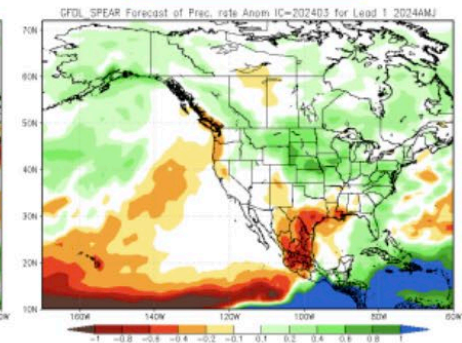 GFDL_SPEAR Forecast of Prec. rate Anom IC=202403 for Lead 1 2024AMJ
70N
60N
50N
40N
30N
20N
10N
160W 140W 120W 100W 80W 60W
-1 -0.8 -0.6 -0.4 -0.2 -0.1 0.1 0.2 0.4 0.6 0.8 1